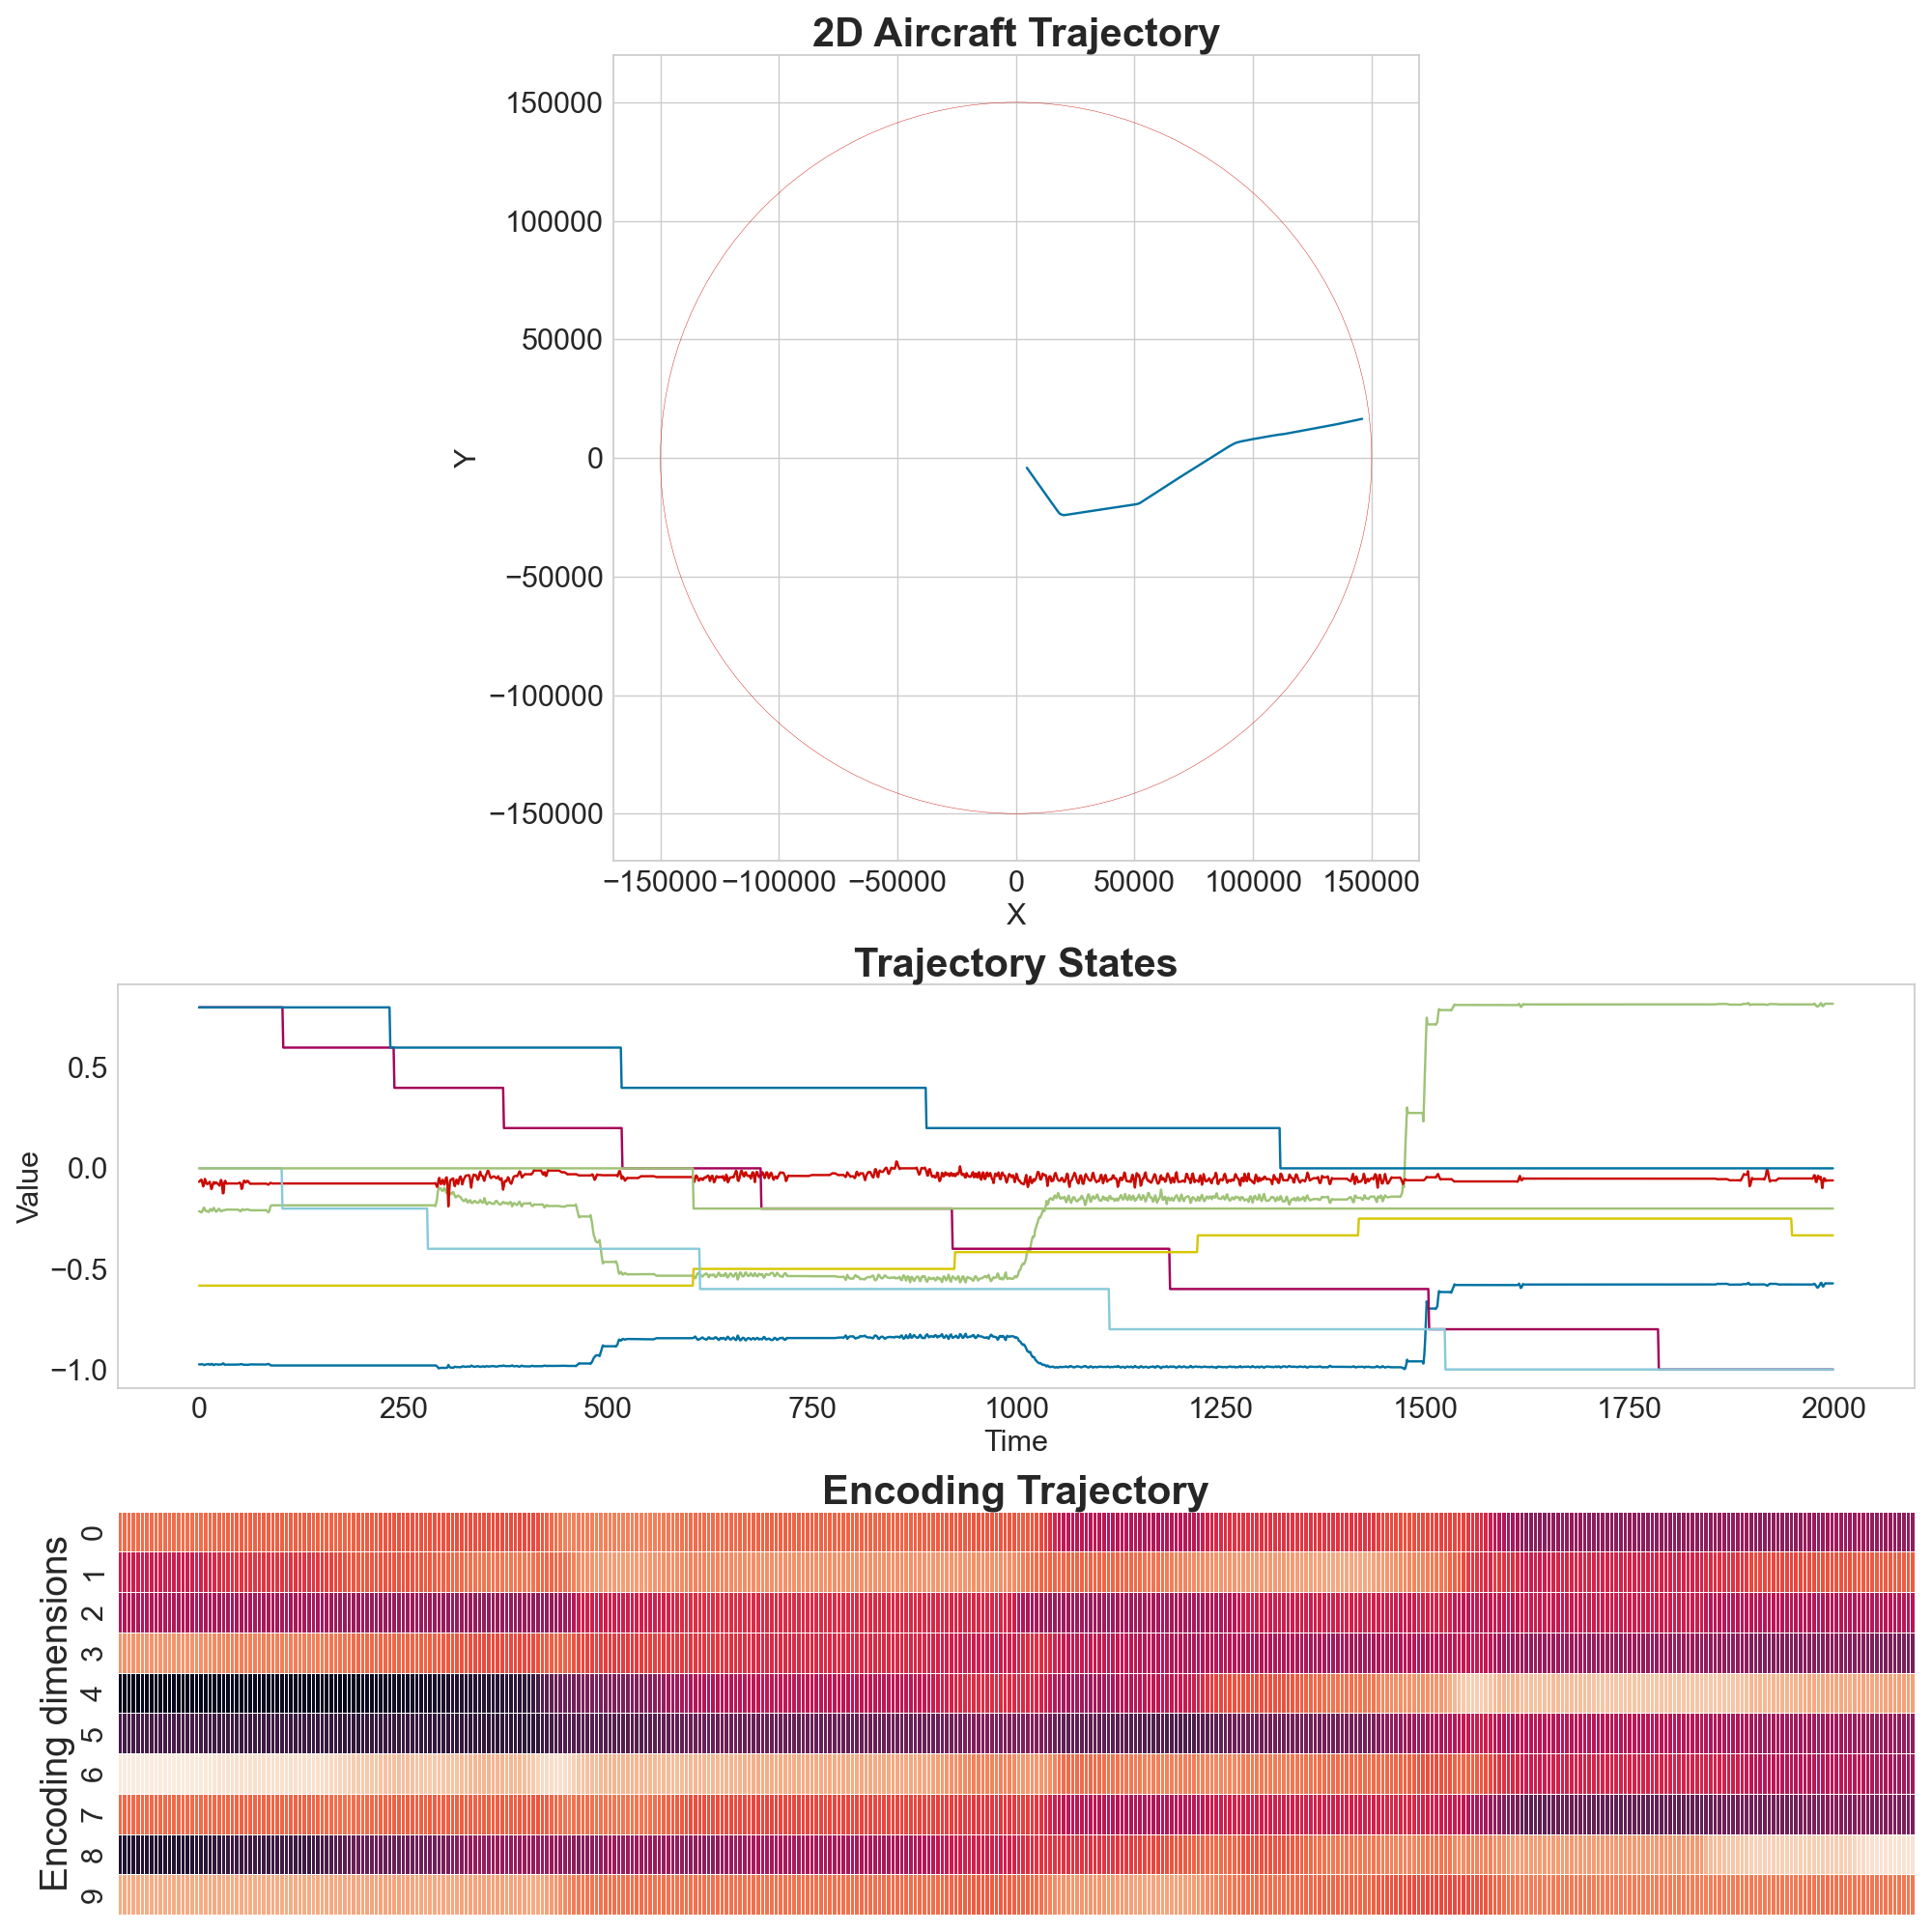 2D Aircraft Trajectory
150000
100000
50000
0
−50000
−100000
−150000
Y
−150000 −100000 −50000 0 50000 100000 150000
X
Trajectory States
0.5
0.0
−0.5
−1.0
Value
0 250 500 750 1000 1250 1500 1750 2000
Time
Encoding Trajectory
0
1
2
3
4
5
6
7
8
9
Encoding dimensions